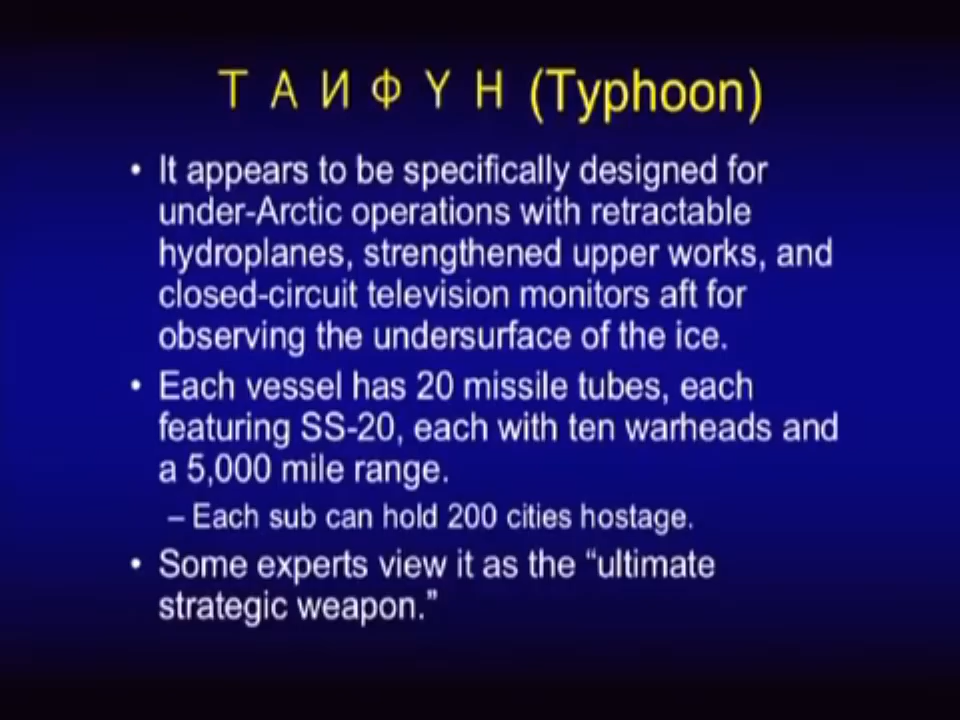 Т А И Ф Y Н (Typhoon)
• It appears to be specifically designed for
under-Arctic operations with retractable
hydroplanes, strengthened upper works, and
closed-circuit television monitors aft for
observing the undersurface of the ice.
• Each vessel has 20 missile tubes, each
featuring SS-20, each with ten warheads and
a 5,000 mile range.
– Each sub can hold 200 cities hostage.
• Some experts view it as the “ultimate
strategic weapon.”